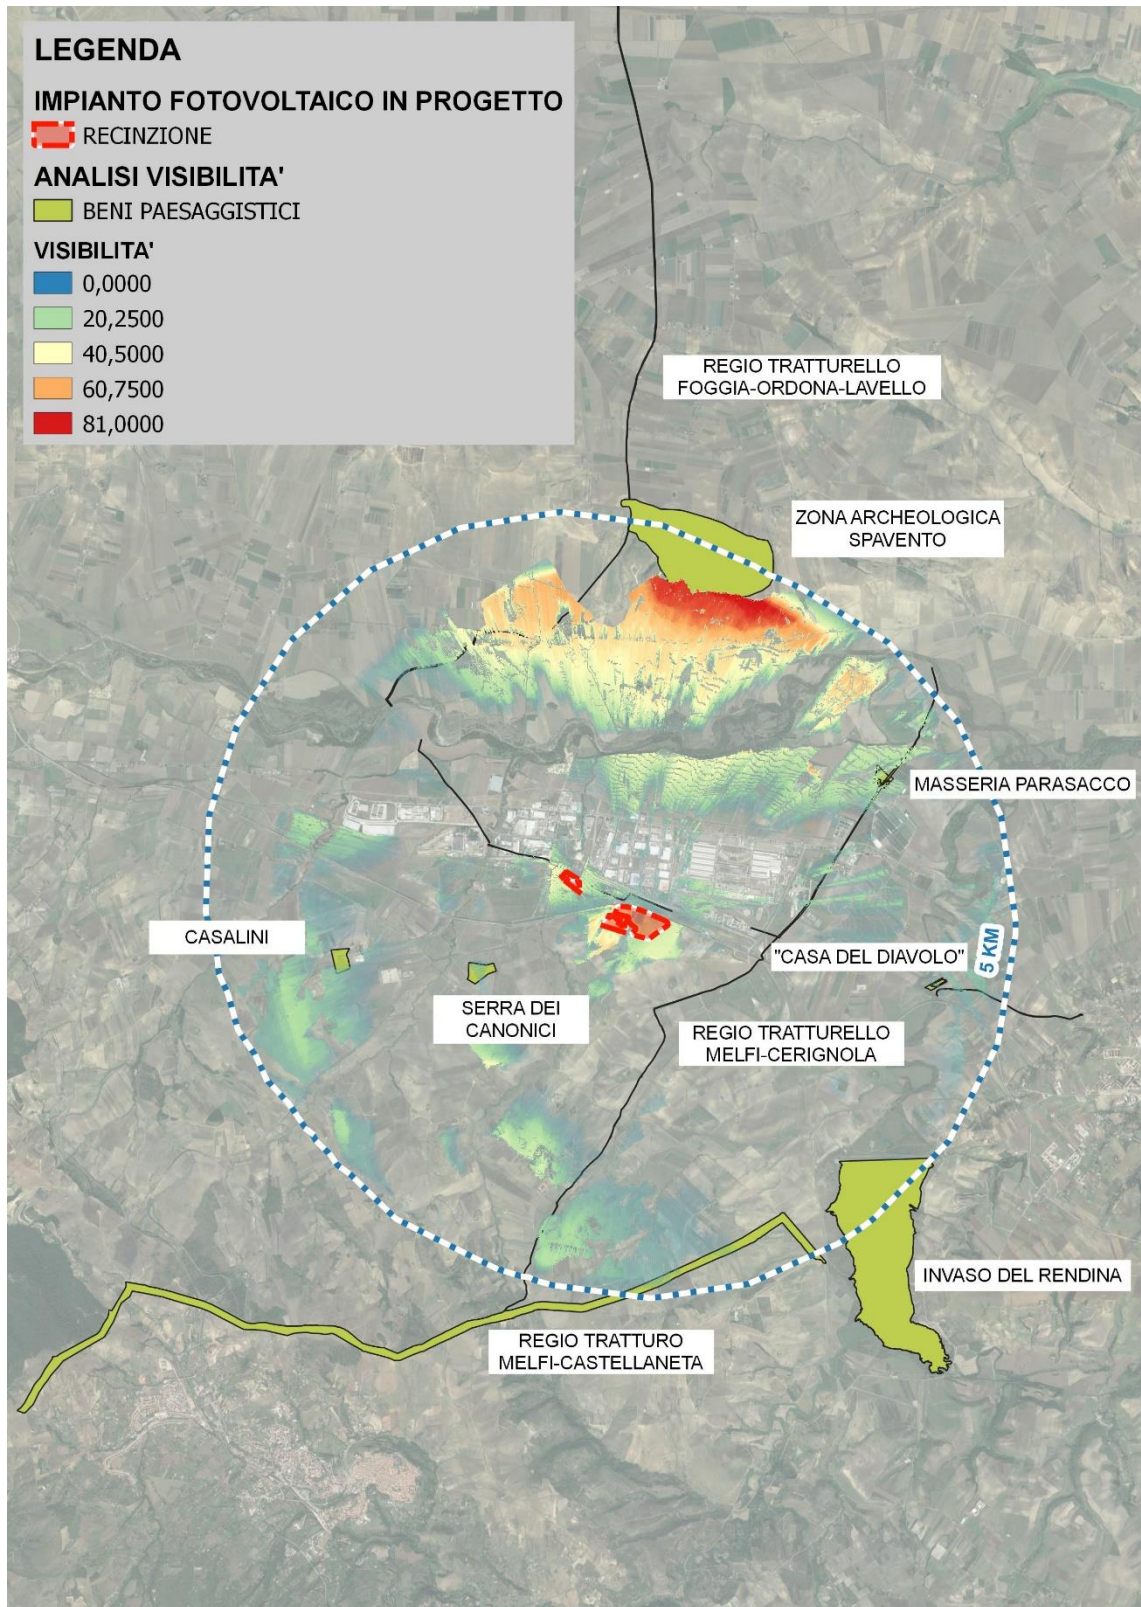 LEGENDA
IMPIANTO FOTOVOLTAICO IN PROGETTO
RECINZIONE
ANALISI VISIBILITA'
BENI PAESAGGISTICI
VISIBILITA'
0,0000
20,2500
40,5000
60,7500
81,0000
REGIO TRATTURELLO
FOGGIA-ORDONA-LAVELLO
ZONA ARCHEOLOGICA
SPAVENTO
MASSERIA PARASACCO
CASALINI
"CASA DEL DIAVOLO"
5 KM
SERRA DEI
CANONICI
REGIO TRATTURELLO
MELFI-CERIGNOLA
INVASO DEL RENDINA
REGIO TRATTURO
MELFI-CASTELLANETA